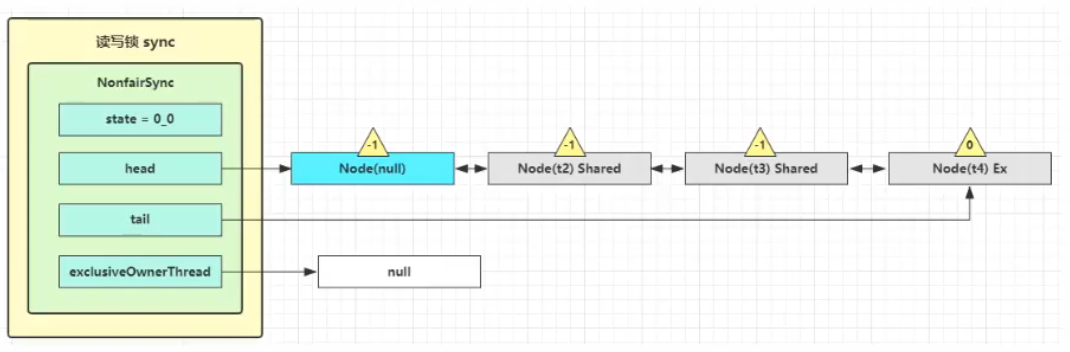 读写锁 sync
NonfairSync
state = 0_0
head
tail
exclusiveOwnerThread
-1
-1
-1
0
Node(null)
Node(t2) Shared
Node(t3) Shared
Node(t4) Ex
null